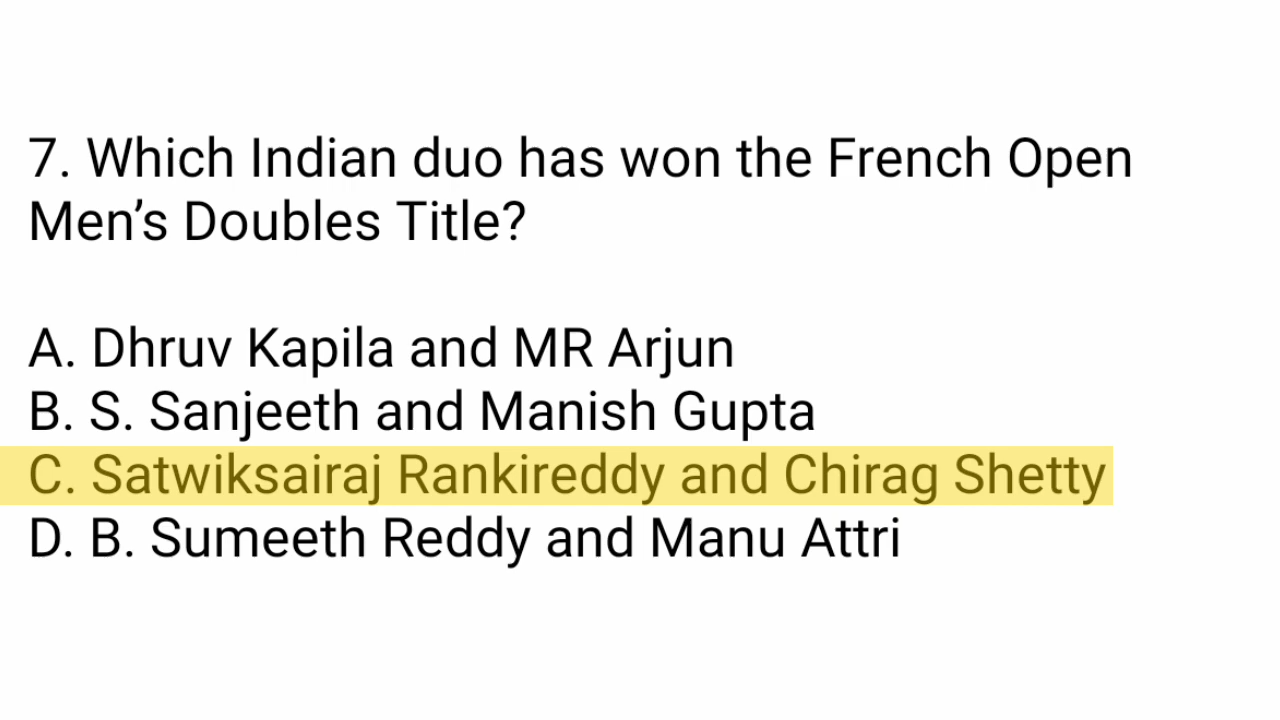 7. Which Indian duo has won the French Open
Men’s Doubles Title?
A. Dhruv Kapila and MR Arjun
B. S. Sanjeeth and Manish Gupta
C. Satwiksairaj Rankireddy and Chirag Shetty
D. B. Sumeeth Reddy and Manu Attri